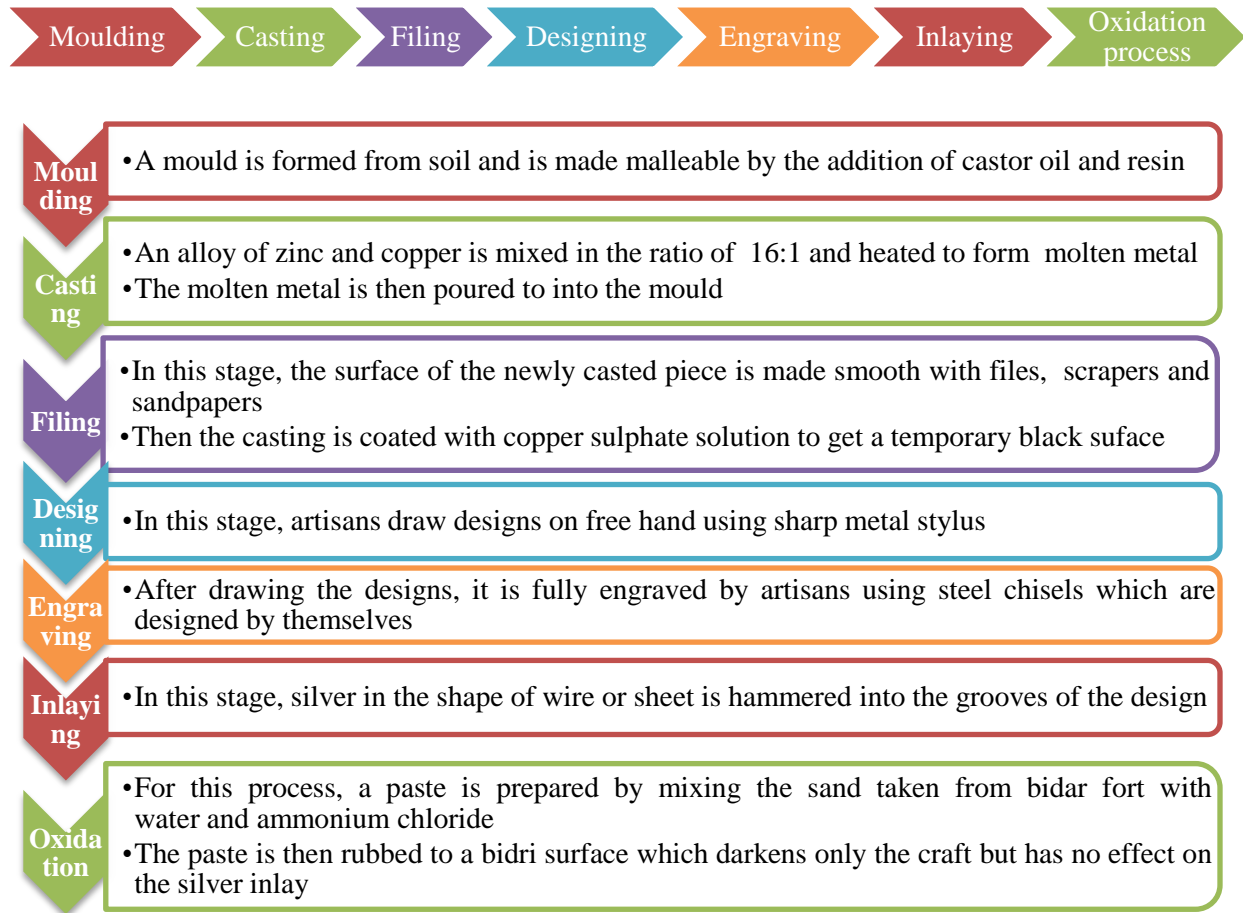 Moulding
Casting
Filing
Designing
Engraving
Inlaying
Oxidation
process
Moul
ding
•A mould is formed from soil and is made malleable by the addition of castor oil and resin
Casti
ng
•An alloy of zinc and copper is mixed in the ratio of 16:1 and heated to form molten metal
•The molten metal is then poured to into the mould
Filing
•In this stage, the surface of the newly casted piece is made smooth with files, scrapers and
sandpapers
•Then the casting is coated with copper sulphate solution to get a temporary black suface
Desig
ning
•In this stage, artisans draw designs on free hand using sharp metal stylus
Engra
ving
•After drawing the designs, it is fully engraved by artisans using steel chisels which are
designed by themselves
Inlayi
ng
•In this stage, silver in the shape of wire or sheet is hammered into the grooves of the design
Oxida
tion
•For this process, a paste is prepared by mixing the sand taken from bidar fort with
water and ammonium chloride
•The paste is then rubbed to a bidri surface which darkens only the craft but has no effect on
the silver inlay